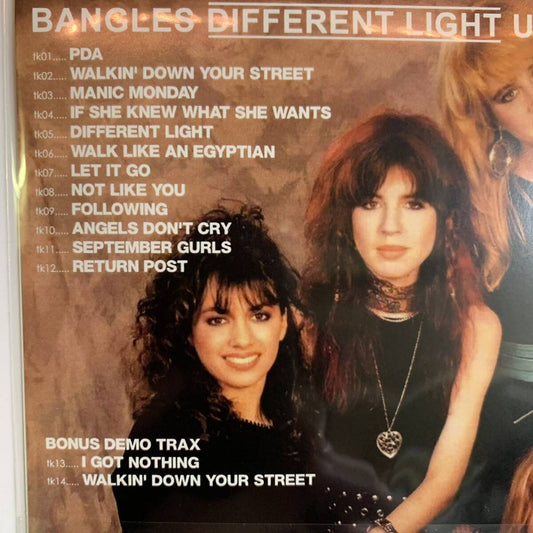 BANGLES DIFFERENT LIGHT U
tk01..... PDA
tk02..... WALKIN' DOWN YOUR STREET
tk03..... MANIC MONDAY
tk04..... IF SHE KNEW WHAT SHE WANTS
tk05..... DIFFERENT LIGHT
tk06..... WALK LIKE AN EGYPTIAN
tk07..... LET IT GO
tk08..... NOT LIKE YOU
tk09..... FOLLOWING
tk10..... ANGELS DON'T CRY
tk11..... SEPTEMBER GURLS
tk12..... RETURN POST
BONUS DEMO TRAX
tk13..... I GOT NOTHING
tk14..... WALKIN' DOWN YOUR STREET